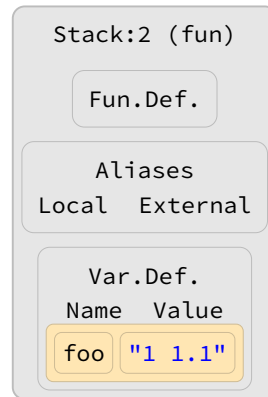 Stack:2 (fun)
Fun.Def.
Aliases
Local External
Var.Def.
Name Value
foo "1 1.1"